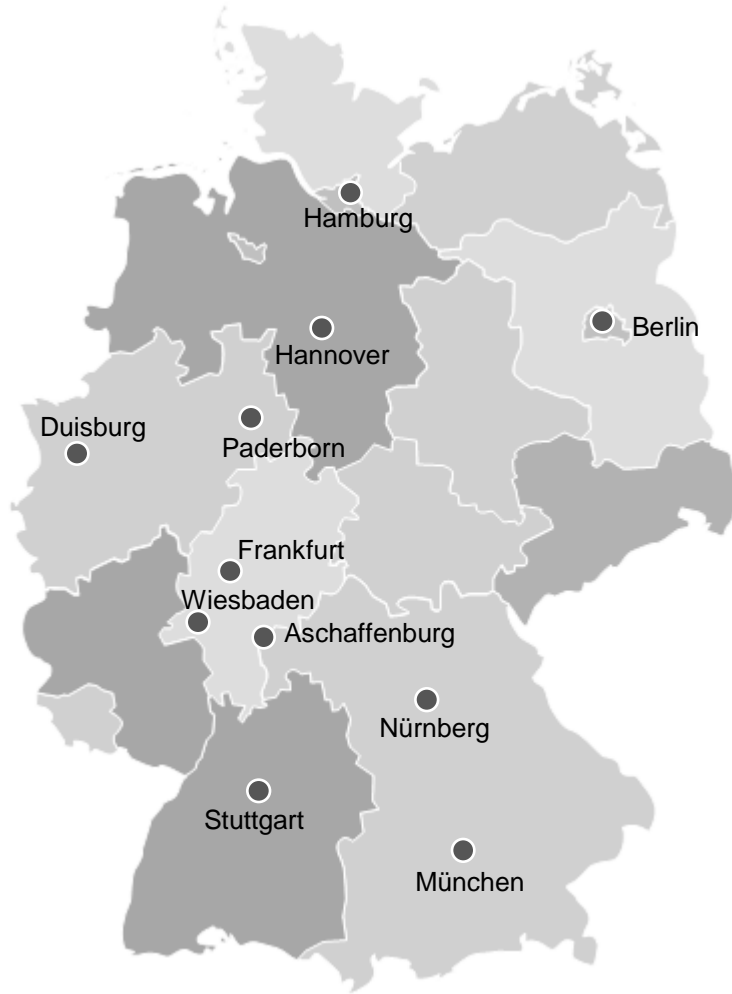 Hamburg
Berlin
Hannover
Duisburg
Paderborn
Frankfurt
Wiesbaden
Aschaffenburg
Nürnberg
Stuttgart
München